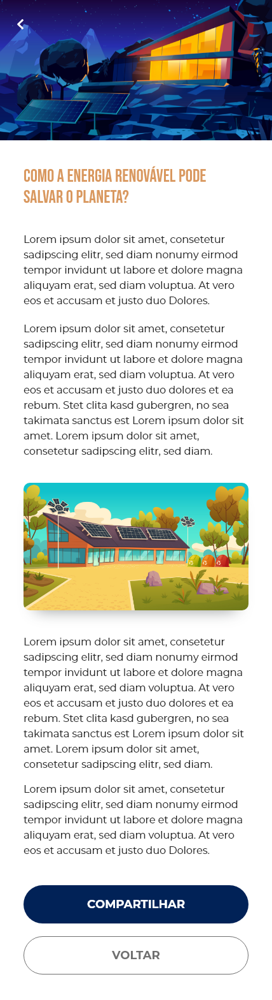 COMO A ENERGIA RENOVÁVEL PODE
SALVAR O PLANETA?
Lorem ipsum dolor sit amet, consetetur
sadipscing elitr, sed diam nonumy eirmod
tempor invidunt ut labore et dolore magna
aliquyam erat, sed diam voluptua. At vero
eos et accusam et justo duo Dolores.
Lorem ipsum dolor sit amet, consetetur
sadipscing elitr, sed diam nonumy eirmod
tempor invidunt ut labore et dolore magna
aliquyam erat, sed diam voluptua. At vero
eos et accusam et justo duo dolores et ea
rebum. Stet clita kasd gubergren, no sea
takimata sanctus est Lorem ipsum dolor sit
amet. Lorem ipsum dolor sit amet,
consetetur sadipscing elitr, sed diam.
Lorem ipsum dolor sit amet, consetetur
sadipscing elitr, sed diam nonumy eirmod
tempor invidunt ut labore et dolore magna
aliquyam erat, sed diam voluptua. At vero
eos et accusam et justo duo dolores et ea
rebum. Stet clita kasd gubergren, no sea
takimata sanctus est Lorem ipsum dolor sit
amet. Lorem ipsum dolor sit amet,
consetetur sadipscing elitr, sed diam.
Lorem ipsum dolor sit amet, consetetur
sadipscing elitr, sed diam nonumy eirmod
tempor invidunt ut labore et dolore magna
aliquyam erat, sed diam voluptua. At vero
eos et accusam et justo duo Dolores.
COMPARTILHAR
VOLTAR